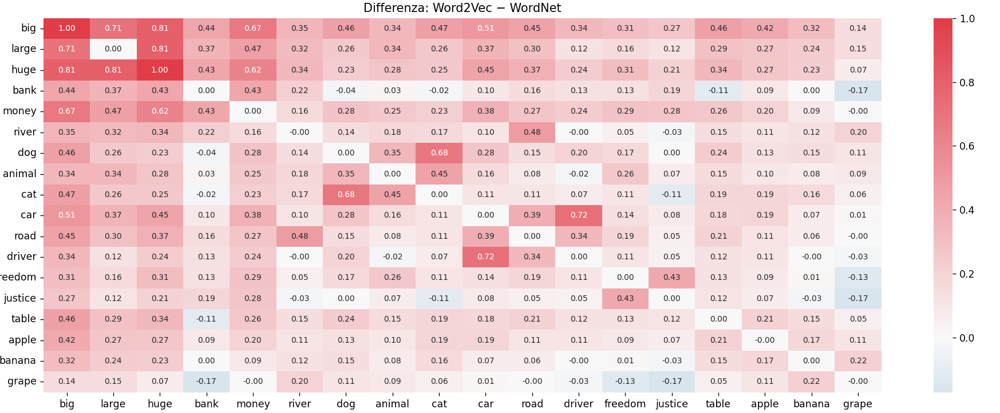 Differenza: Word2Vec − WordNet
big 1.00 0.71 0.81 0.44 0.67 0.35 0.46 0.34 0.47 0.51 0.45 0.34 0.31 0.27 0.46 0.42 0.32 0.14
large 0.71 0.00 0.81 0.37 0.47 0.32 0.26 0.34 0.26 0.37 0.30 0.12 0.16 0.12 0.29 0.27 0.24 0.15
huge 0.81 0.81 1.00 0.43 0.62 0.34 0.23 0.28 0.25 0.45 0.37 0.24 0.31 0.21 0.34 0.27 0.23 0.07
bank 0.44 0.37 0.43 0.00 0.43 0.22 -0.04 0.03 -0.02 0.10 0.16 0.13 0.13 0.19 -0.11 0.09 0.00 -0.17
money 0.67 0.47 0.62 0.43 0.00 0.16 0.28 0.25 0.23 0.38 0.27 0.24 0.29 0.28 0.26 0.20 0.09 -0.00
river 0.35 0.32 0.34 0.22 0.16 -0.00 0.14 0.18 0.17 0.10 0.48 -0.00 0.05 -0.03 0.15 0.11 0.12 0.20
dog 0.46 0.26 0.23 -0.04 0.28 0.14 0.00 0.35 0.68 0.28 0.15 0.20 0.17 0.00 0.24 0.13 0.15 0.11
animal 0.34 0.34 0.28 0.03 0.25 0.18 0.35 0.00 0.45 0.16 0.08 -0.02 0.26 0.07 0.15 0.10 0.08 0.09
cat 0.47 0.26 0.25 -0.02 0.23 0.17 0.68 0.45 0.00 0.11 0.11 0.07 0.11 -0.11 0.19 0.19 0.16 0.06
car 0.51 0.37 0.45 0.10 0.38 0.10 0.28 0.16 0.11 0.00 0.39 0.72 0.14 0.08 0.18 0.19 0.07 0.01
road 0.45 0.30 0.37 0.16 0.27 0.48 0.15 0.08 0.11 0.39 0.00 0.34 0.19 0.05 0.21 0.11 0.06 -0.00
driver 0.34 0.12 0.24 0.13 0.24 -0.00 0.20 -0.02 0.07 0.72 0.34 0.00 0.11 0.05 0.12 0.11 -0.00 -0.03
reedom 0.31 0.16 0.31 0.13 0.29 0.05 0.17 0.26 0.11 0.14 0.19 0.11 0.00 0.43 0.13 0.09 0.01 -0.13
justice 0.27 0.12 0.21 0.19 0.28 -0.03 0.00 0.07 -0.11 0.08 0.05 0.05 0.43 0.00 0.12 0.07 -0.03 -0.17
table 0.46 0.29 0.34 -0.11 0.26 0.15 0.24 0.15 0.19 0.18 0.21 0.12 0.13 0.12 0.00 0.21 0.15 0.05
apple 0.42 0.27 0.27 0.09 0.20 0.11 0.13 0.10 0.19 0.19 0.11 0.11 0.09 0.07 0.21 -0.00 0.17 0.11
banana 0.32 0.24 0.23 0.00 0.09 0.12 0.15 0.08 0.16 0.07 0.06 -0.00 0.01 -0.03 0.15 0.17 0.00 0.22
grape 0.14 0.15 0.07 -0.17 -0.00 0.20 0.11 0.09 0.06 0.01 -0.00 -0.03 -0.13 -0.17 0.05 0.11 0.22 -0.00
big large huge bank money river dog animal cat car road driver freedom justice table apple banana grape
1.0
0.8
0.6
0.4
0.2
0.0